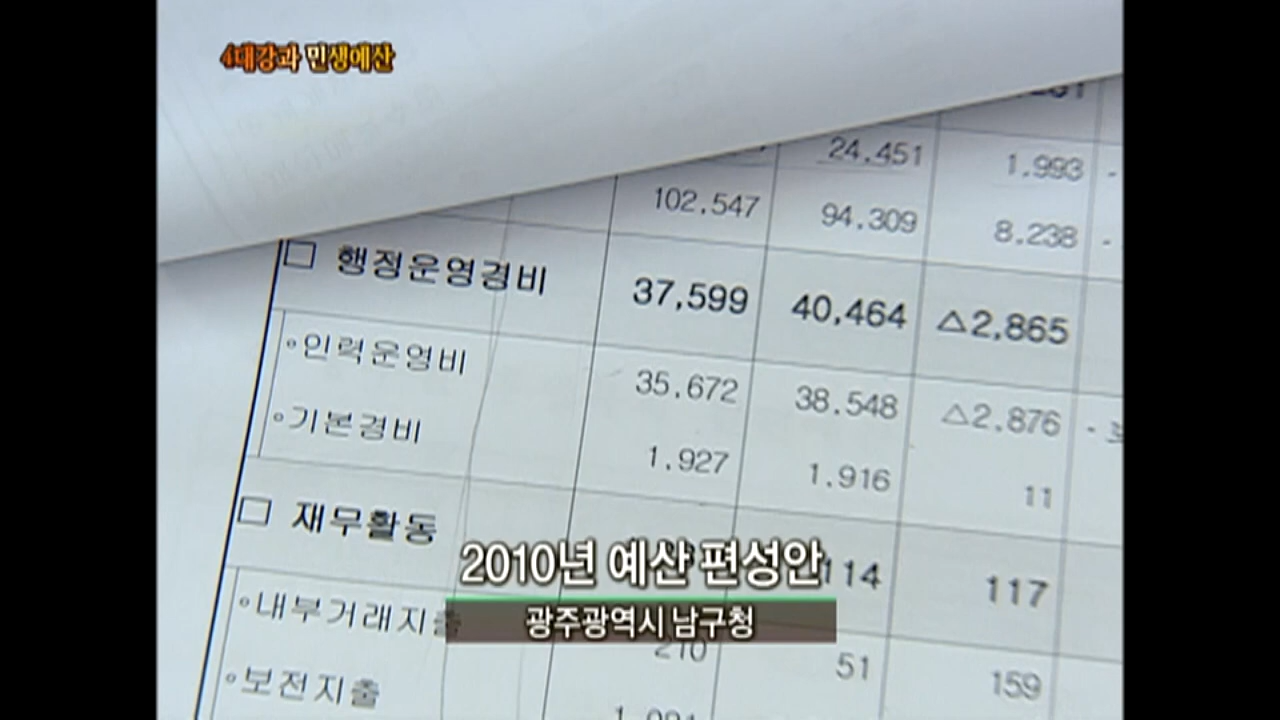 4대강과 민생예산
24.451 1.993 -
102.547 94.309 8.238 -
□ 행정운영경비 37,599 40,464 △2,865
◦인력운영비 35.672 38.548 △2.876 -
◦기본경비 1.927 1.916 11
□ 재무활동 114 117
2010년 예산 편성안
광주광역시 남구청
◦내부거래지출 210 51 159
◦보전지출